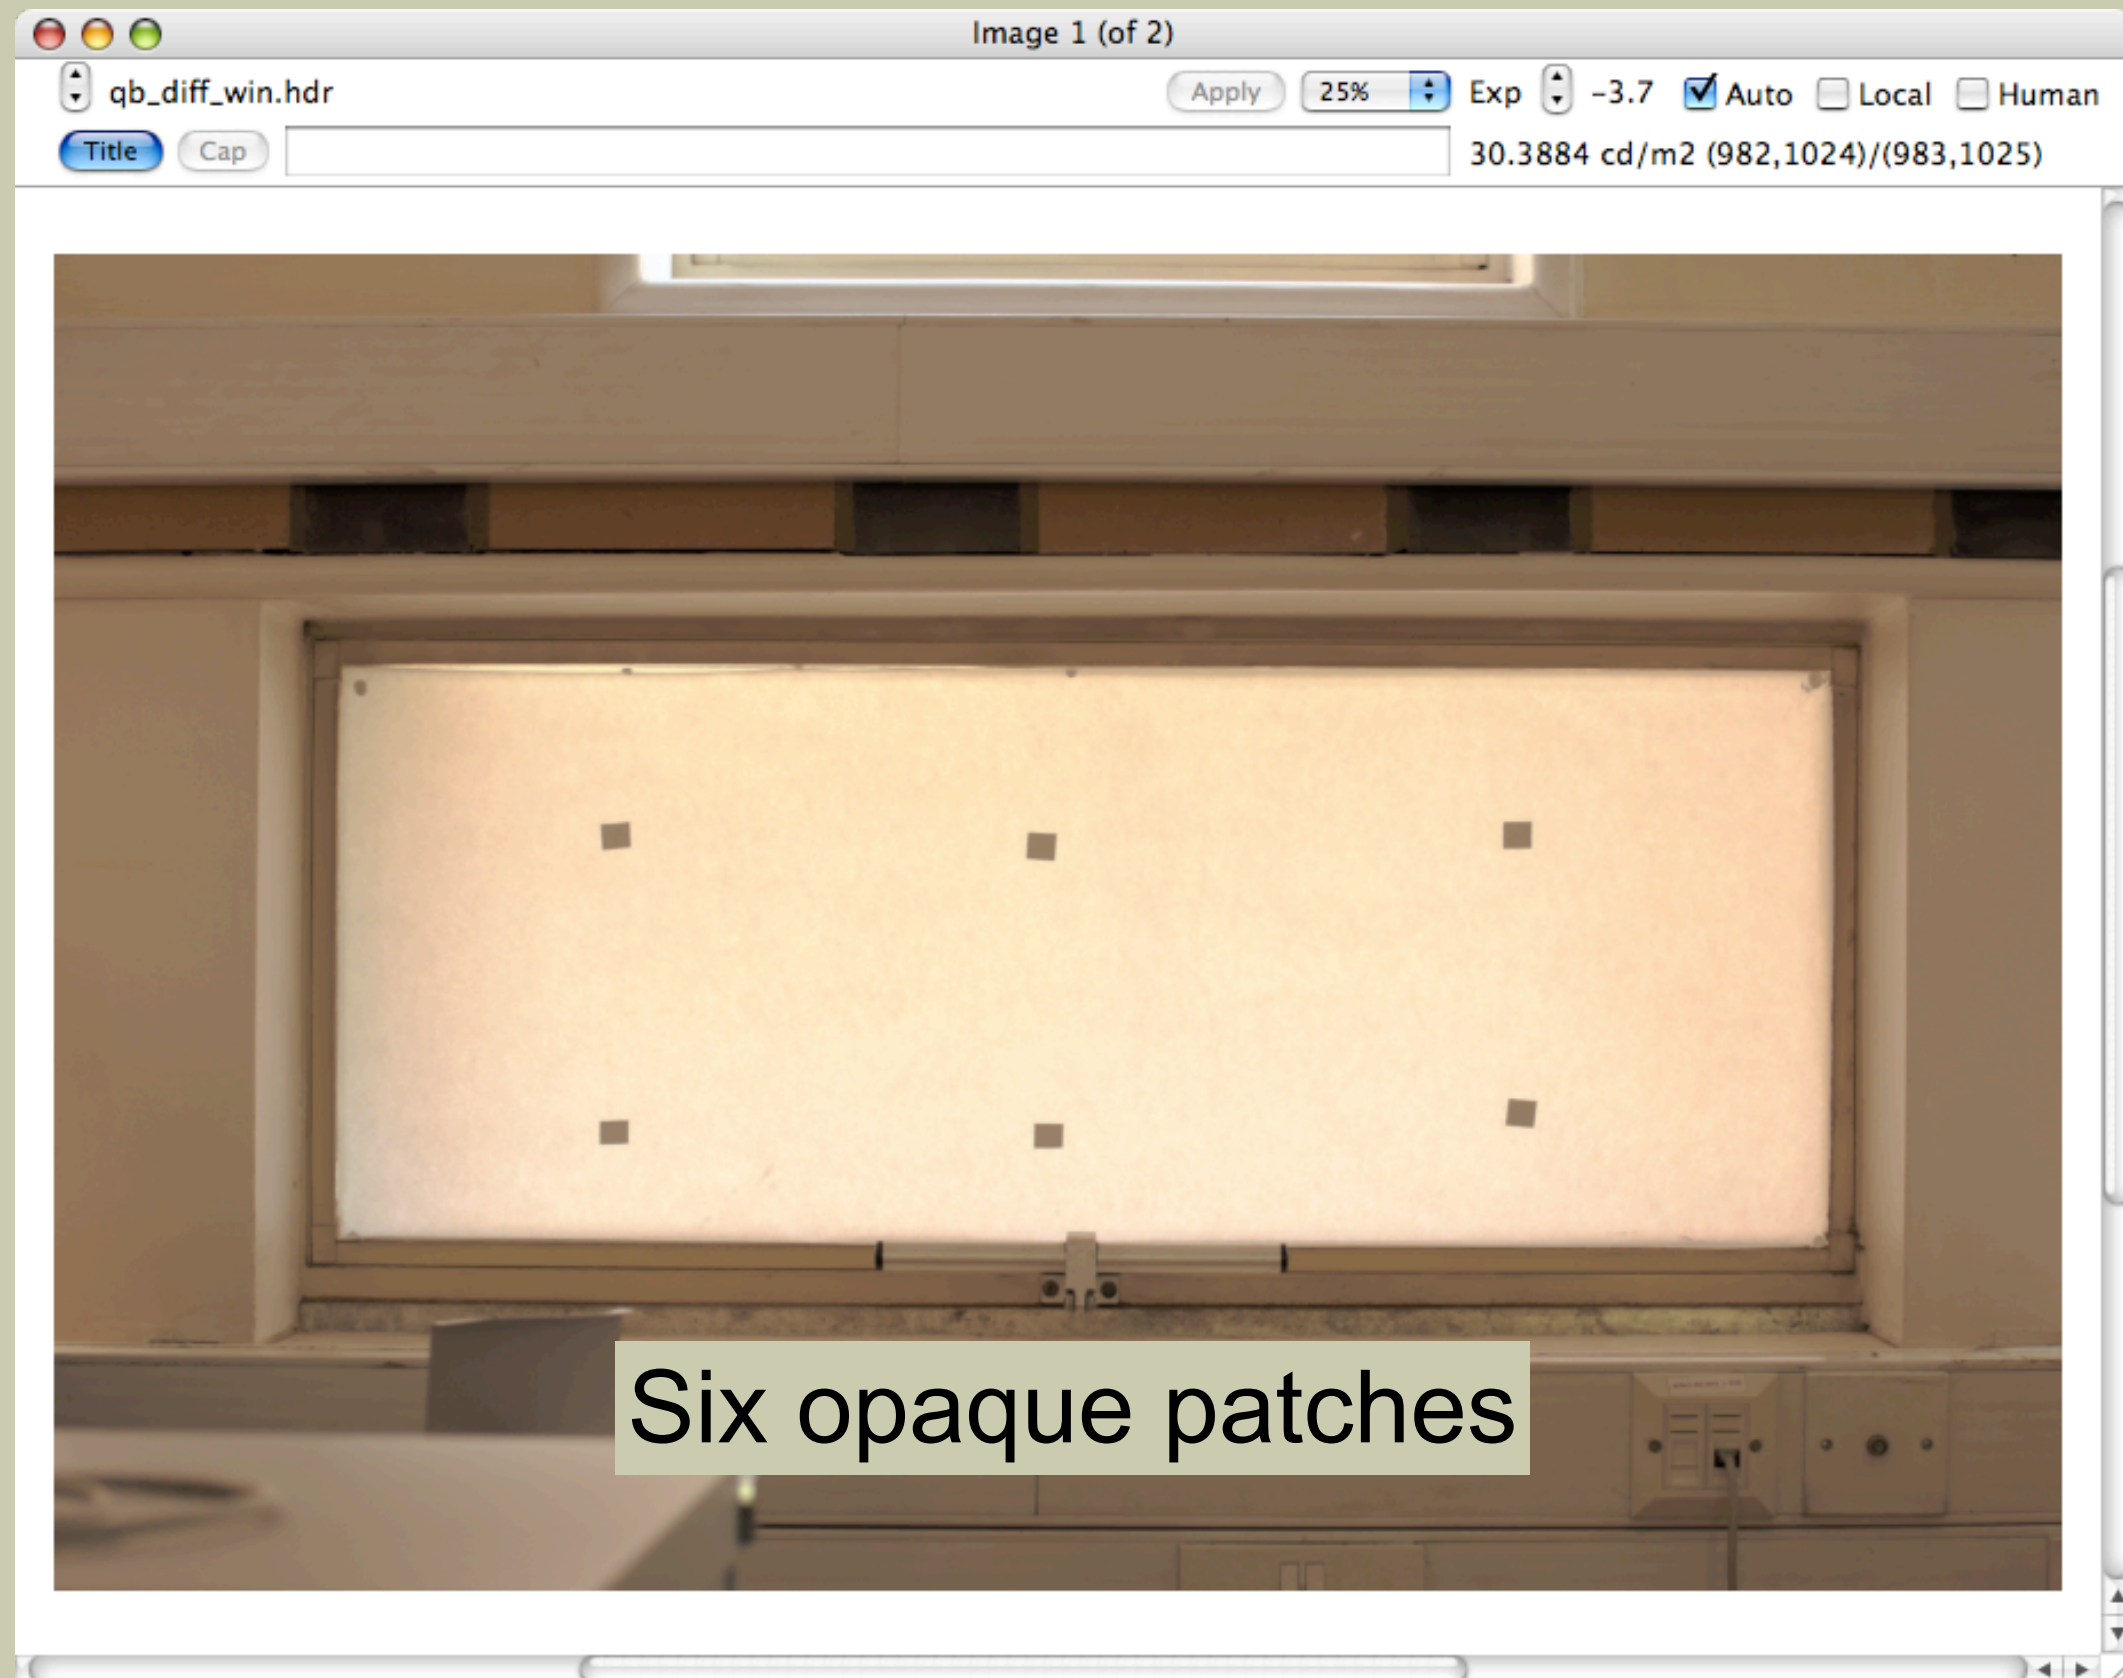 Image 1 (of 2)
qb_diff_win.hdr
Apply 25% Exp -3.7 Auto Local Human
Title Cap 30.3884 cd/m2 (982,1024)/(983,1025)
Six opaque patches